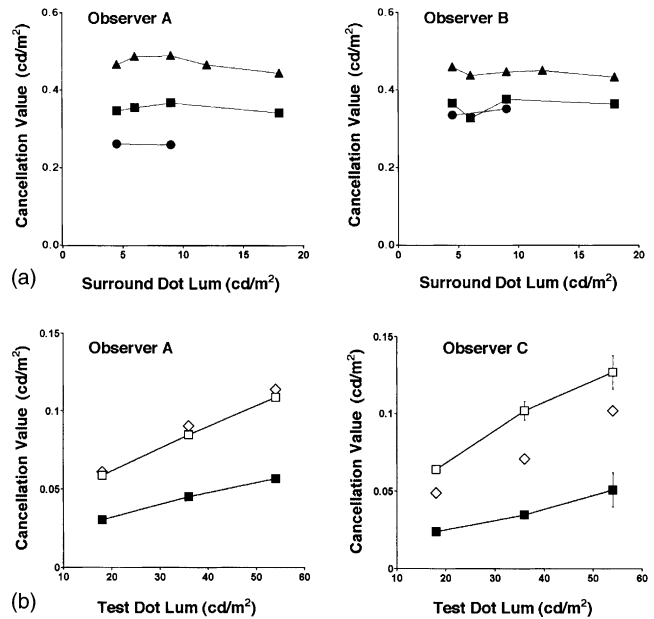 Observer A
Cancellation Value (cd/m²)
0.6
0.4
0.2
0.0
0 5 10 15 20
Surround Dot Lum (cd/m²)
Observer B
Cancellation Value (cd/m²)
0.6
0.4
0.2
0.0
0 5 10 15 20
Surround Dot Lum (cd/m²)
(a)
Observer A
Cancellation Value (cd/m²)
0.15
0.1
0.05
0
10 20 30 40 50 60
Test Dot Lum (cd/m²)
Observer C
Cancellation Value (cd/m²)
0.15
0.1
0.05
0
10 20 30 40 50 60
Test Dot Lum (cd/m²)
(b)